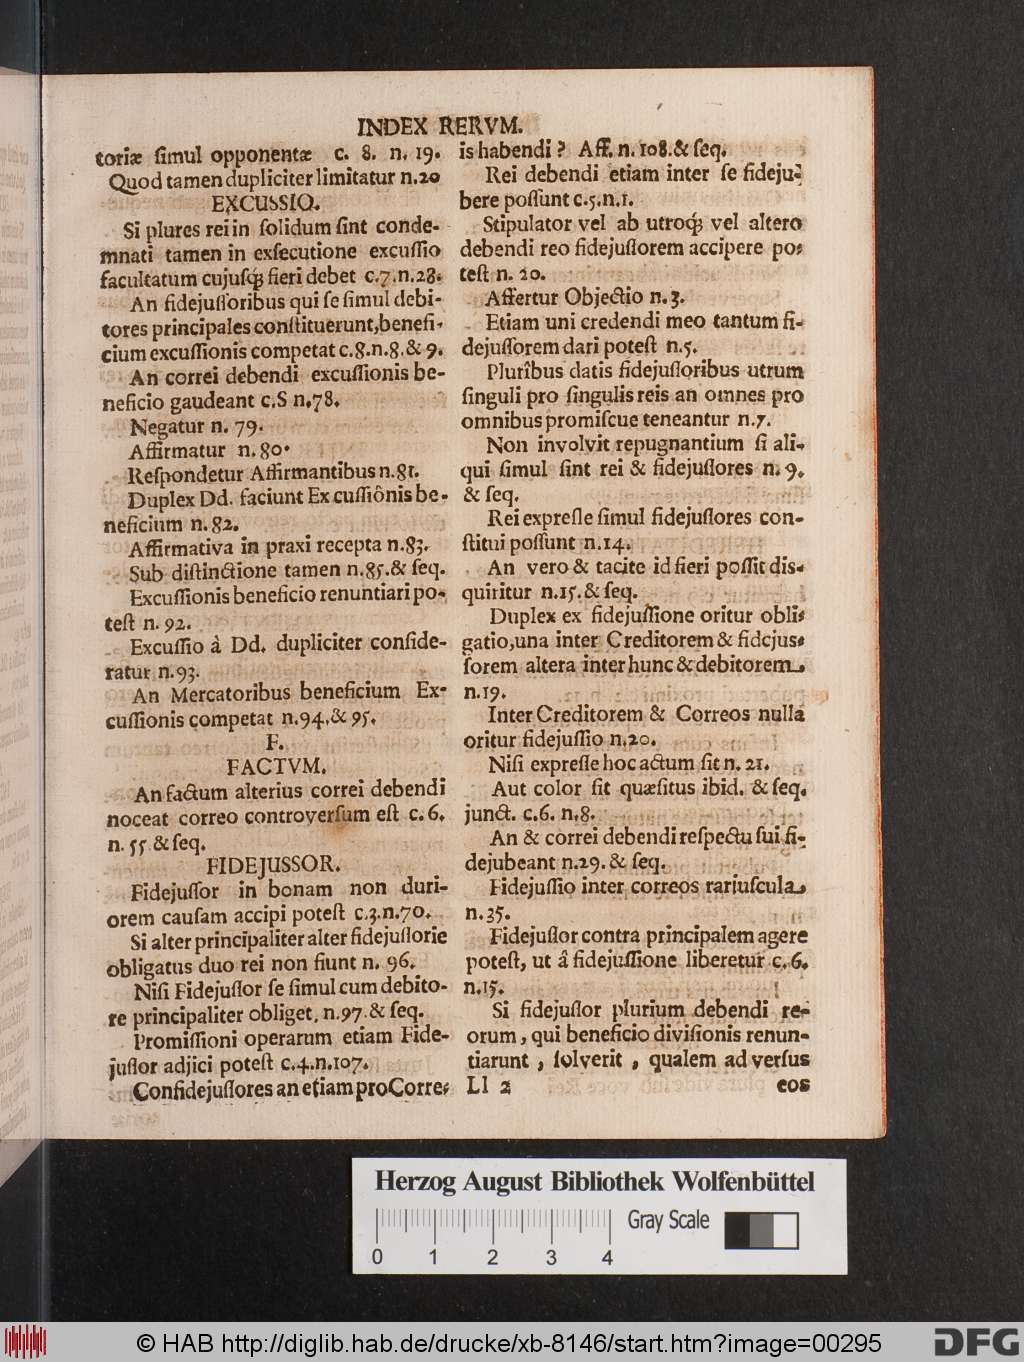 INDEX RERVM.
toriæ ſimul opponentæ c. 8. n. 19.
Quod tamen dupliciter limitatur n.20
EXCUSSIO.
Si plures rei in ſolidum ſint conde-
mnati tamen in exſecutione excuſſio
facultatum cujuſq́; fieri debet c.7.n.28.
An fidejuſſoribus qui ſe ſimul debi-
tores principales conſtituerunt,benefi-
cium excuſſionis competat c.8.n.8.& 9.
An correi debendi excuſſionis be-
neficio gaudeant c.S n.78.
Negatur n. 79.
Affirmatur n.80.
Reſpondetur Affirmantibus n.81.
Duplex Dd. faciunt Excuſſiônis be-
neficium n.82.
Affirmativa in praxi recepta n.83.
Sub diſtinctione tamen n.85.& ſeq.
Excuſſionis beneficio renuntiari po-
teſt n. 92.
Excuſſio à Dd. dupliciter conſide-
ratur n.93.
An Mercatoribus beneficium Ex-
cuſſionis competat n.94.& 95.
F.
FACTVM.
An factum alterius correi debendi
noceat correo controverſum eſt c.6.
n. 55 & ſeq.
FIDEJUSSOR.
Fidejuſſor in bonam non duri-
orem cauſam accipi poteſt c.3.n.70.
Si alter principaliter alter fidejuſſorie
obligatus duo rei non fiunt n. 96.
Niſi Fidejuſſor ſe ſimul cum debito-
re principaliter obliget, n.97.& ſeq.
Promiſſioni operarum etiam Fide-
juſſor adjici poteſt c.4.n.107.
Confidejuſſores an etiam pro Corre-
is habendi? Aff. n.108.& ſeq.
Rei debendi etiam inter ſe fideju-
bere poſſunt c.5.n.1.
Stipulator vel ab utroq́; vel altero
debendi reo fidejuſſorem accipere po-
teſt n. 20.
Affertur Objectio n.3.
Etiam uni credendi meo tantum fi-
dejuſſorem dari poteſt n.5.
Plurîbus datis fidejuſſoribus utrum
ſinguli pro ſingulis reis an omnes pro
omnibus promiſcue teneantur n.7.
Non involvit repugnantium ſi ali-
qui ſimul ſint rei & fidejuſſores n.9.
& ſeq.
Rei expreſſe ſimul fidejuſſores con-
ſtitui poſſunt n.14.
An vero & tacite id fieri poſſit dis-
quiritur n.15.& ſeq.
Duplex ex fidejuſſione oritur obli-
gatio,una inter Creditorem & fidejus-
ſorem altera inter hunc & debitorem,
n.19.
Inter Creditorem & Correos nulla
oritur fidejuſſio n.20.
Niſi expreſſe hoc actum ſit n. 21.
Aut color ſit quæſitus ibid. & ſeq.
junct. c.6. n.8.
An & correi debendi reſpectu ſui fi-
dejubeant n.29. & ſeq.
Fidejuſſio inter correos rariuſcula,
n.35.
Fidejuſſor contra principalem agere
poteſt, ut â fidejuſſione liberetur c.6.
n.15.
Si fidejuſſor plurium debendi re-
orum, qui beneficio diviſionis renun-
tiarunt, ſolverit, qualem adverſus
Ll 2 eos
Herzog August Bibliothek Wolfenbüttel
Gray Scale
0 1 2 3 4
© HAB http://diglib.hab.de/drucke/xb-8146/start.htm?image=00295
DFG